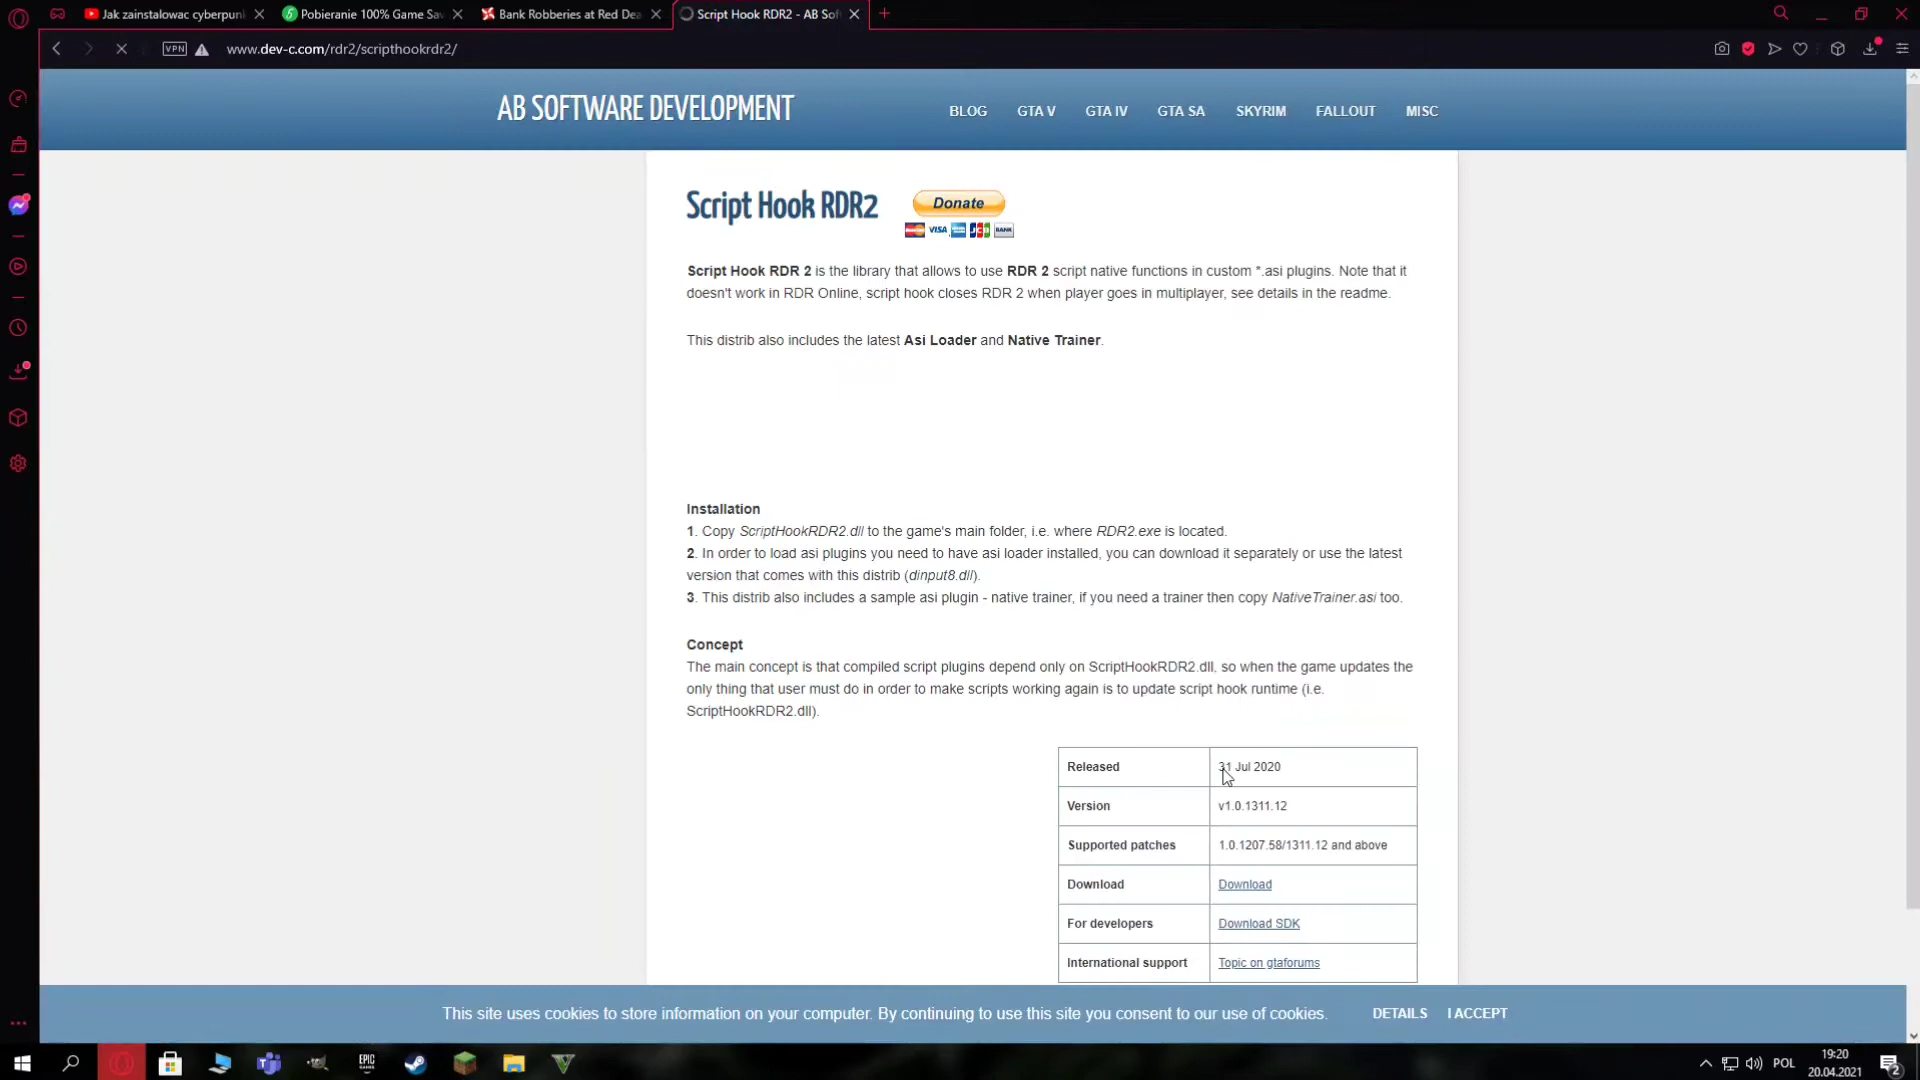 Jak zainstalowac cyberpun
Pobieranie 100% Game Sav
Bank Robberies at Red Dea
Script Hook RDR2 - AB Sof
VPN
www.dev-c.com/rdr2/scripthookrdr2/
AB SOFTWARE DEVELOPMENT
BLOG GTA V GTA IV GTA SA SKYRIM FALLOUT MISC
Script Hook RDR2
Donate
VISA JCB BANK
Script Hook RDR 2 is the library that allows to use RDR 2 script native functions in custom *.asi plugins. Note that it
doesn't work in RDR Online, script hook closes RDR 2 when player goes in multiplayer, see details in the readme.
This distrib also includes the latest Asi Loader and Native Trainer.
Installation
1. Copy ScriptHookRDR2.dll to the game's main folder, i.e. where RDR2.exe is located.
2. In order to load asi plugins you need to have asi loader installed, you can download it separately or use the latest
version that comes with this distrib (dinput8.dll).
3. This distrib also includes a sample asi plugin - native trainer, if you need a trainer then copy NativeTrainer.asi too.
Concept
The main concept is that compiled script plugins depend only on ScriptHookRDR2.dll, so when the game updates the
only thing that user must do in order to make scripts working again is to update script hook runtime (i.e.
ScriptHookRDR2.dll).
Released 31 Jul 2020
Version v1.0.1311.12
Supported patches 1.0.1207.58/1311.12 and above
Download Download
For developers Download SDK
International support Topic on gtaforums
This site uses cookies to store information on your computer. By continuing to use this site you consent to our use of cookies. DETAILS I ACCEPT
EPIC GAMES
POL
19:20
20.04.2021
2